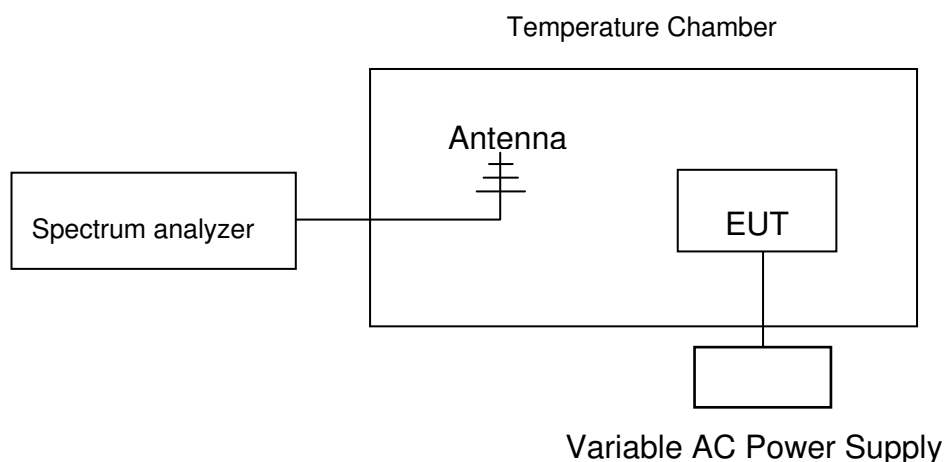 Temperature Chamber
Antenna
Spectrum analyzer
EUT
Variable AC Power Supply